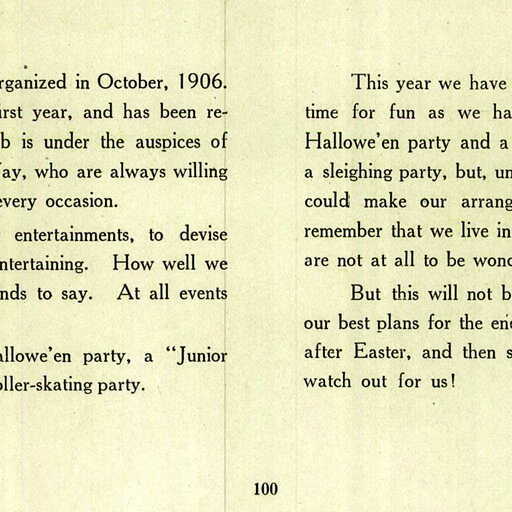 rganized in October, 1906.
irst year, and has been re-
b is under the auspices of
ay, who are always willing
every occasion.
entertainments, to devise
ntertaining. How well we
nds to say. At all events
allowe'en party, a "Junior
oller-skating party.
This year we have
time for fun as we ha
Hallowe'en party and a
a sleighing party, but, un
could make our arrang
remember that we live in
are not at all to be wond
But this will not b
our best plans for the en
after Easter, and then s
watch out for us!
100